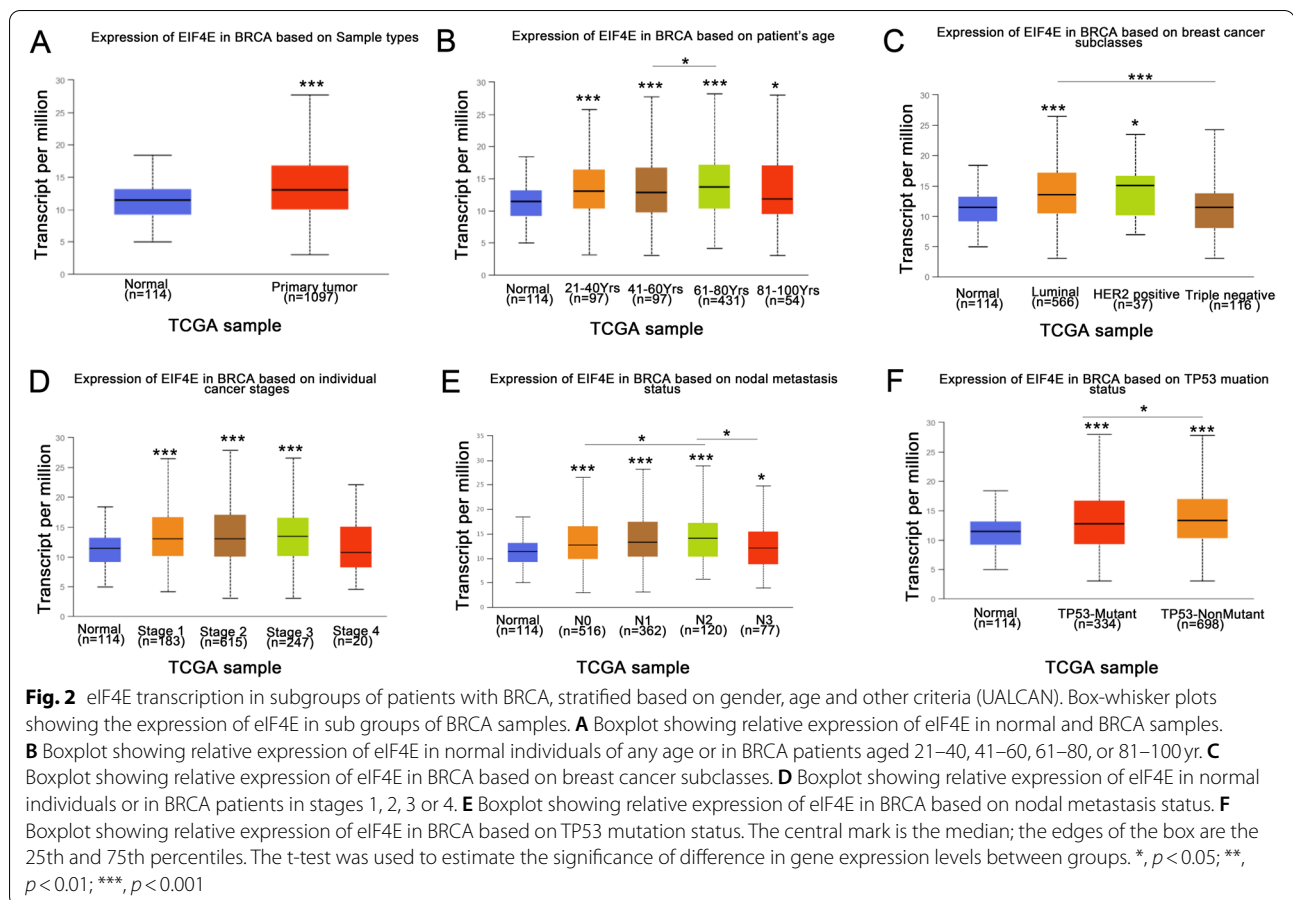 A
Expression of EIF4E in BRCA based on Sample types
***
30
25
20
15
10
5
0
Transcript per million
Normal
(n=114)
Primary tumor
(n=1097)
TCGA sample
B
Expression of EIF4E in BRCA based on patient's age
*
*** *** *** *
30
25
20
15
10
5
0
Transcript per million
Normal
(n=114)
21-40Yrs
(n=97)
41-60Yrs
(n=97)
61-80Yrs
(n=431)
81-100Yrs
(n=54)
TCGA sample
C
Expression of EIF4E in BRCA based on breast cancer
subclasses
***
*** *
30
25
20
15
10
5
0
Transcript per million
Normal
(n=114)
Luminal
(n=566)
HER2 positive
(n=37)
Triple negative
(n=116 )
TCGA sample
D
Expression of EIF4E in BRCA based on individual
cancer stages
*** *** ***
30
25
20
15
10
5
0
Transcript per million
Normal
(n=114)
Stage 1
(n=183)
Stage 2
(n=615)
Stage 3
(n=247)
Stage 4
(n=20)
TCGA sample
E
Expression of EIF4E in BRCA based on nodal metastasis
status
* *
*** *** *** *
35
30
25
20
15
10
5
0
Transcript per million
Normal
(n=114)
N0
(n=516)
N1
(n=362)
N2
(n=120)
N3
(n=77)
TCGA sample
F
Expression of EIF4E in BRCA based on TP53 muation
status
*
*** ***
30
25
20
15
10
5
0
Transcript per million
Normal
(n=114)
TP53-Mutant
(n=334)
TP53-NonMutant
(n=698)
TCGA sample
Fig. 2 eIF4E transcription in subgroups of patients with BRCA, stratified based on gender, age and other criteria (UALCAN). Box-whisker plots
showing the expression of eIF4E in sub groups of BRCA samples. A Boxplot showing relative expression of eIF4E in normal and BRCA samples.
B Boxplot showing relative expression of eIF4E in normal individuals of any age or in BRCA patients aged 21–40, 41–60, 61–80, or 81–100 yr. C
Boxplot showing relative expression of eIF4E in BRCA based on breast cancer subclasses. D Boxplot showing relative expression of eIF4E in normal
individuals or in BRCA patients in stages 1, 2, 3 or 4. E Boxplot showing relative expression of eIF4E in BRCA based on nodal metastasis status. F
Boxplot showing relative expression of eIF4E in BRCA based on TP53 mutation status. The central mark is the median; the edges of the box are the
25th and 75th percentiles. The t-test was used to estimate the significance of difference in gene expression levels between groups. *, p < 0.05; **,
p < 0.01; ***, p < 0.001